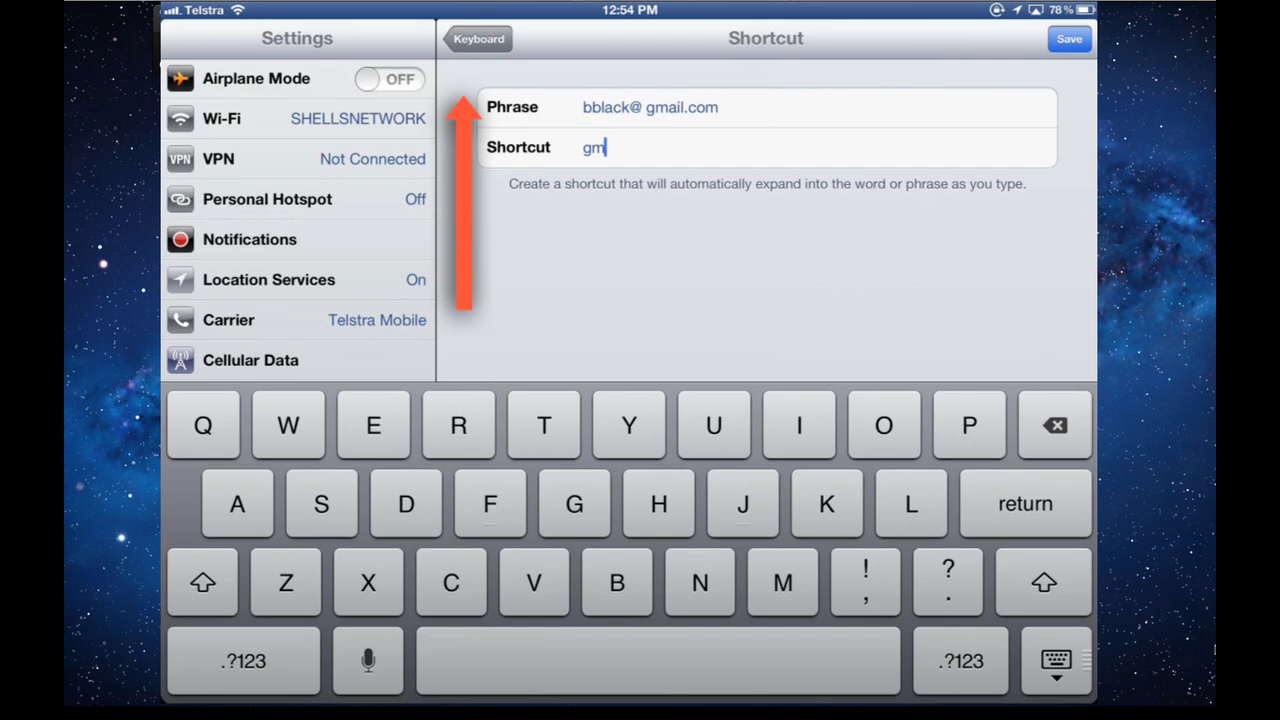 Telstra 12:54 PM 78%
Settings
Airplane Mode OFF
Wi-Fi SHELLSNETWORK
VPN VPN Not Connected
Personal Hotspot Off
Notifications
Location Services On
Carrier Telstra Mobile
Cellular Data
Keyboard Shortcut Save
Phrase bblack@ gmail.com
Shortcut gm
Create a shortcut that will automatically expand into the word or phrase as you type.
Q W E R T Y U I O P
A S D F G H J K L return
Z X C V B N M ! , ? .
.?123 .?123